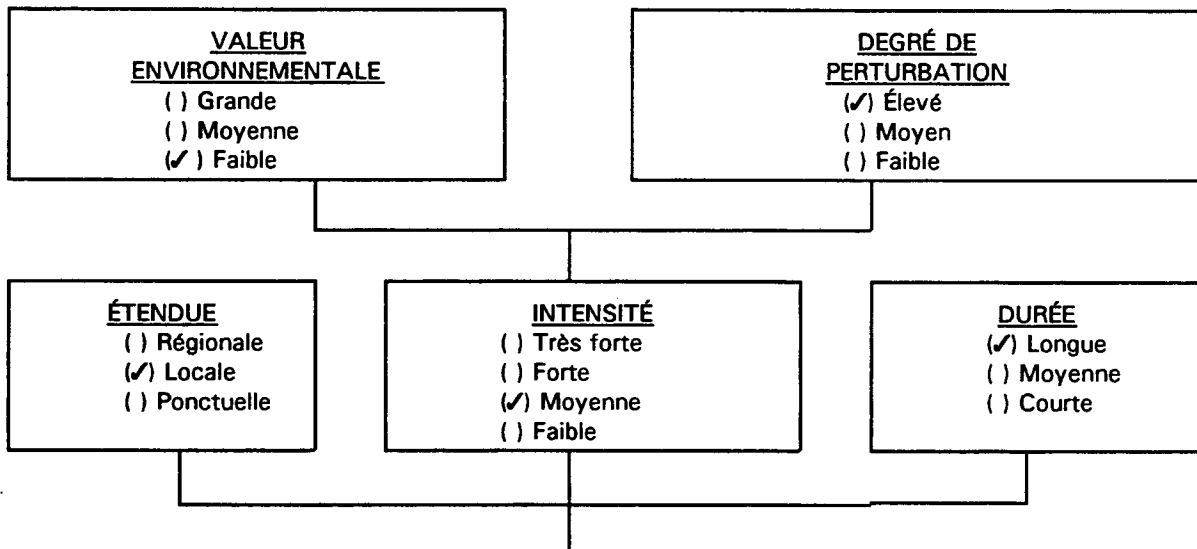 VALEUR
ENVIRONNEMENTALE
( ) Grande
( ) Moyenne
(✓) Faible
DEGRÉ DE
PERTURBATION
(✓) Élevé
( ) Moyen
( ) Faible
ÉTENDUE
( ) Régionale
(✓) Locale
( ) Ponctuelle
INTENSITÉ
( ) Très forte
( ) Forte
(✓) Moyenne
( ) Faible
DURÉE
(✓) Longue
( ) Moyenne
( ) Courte